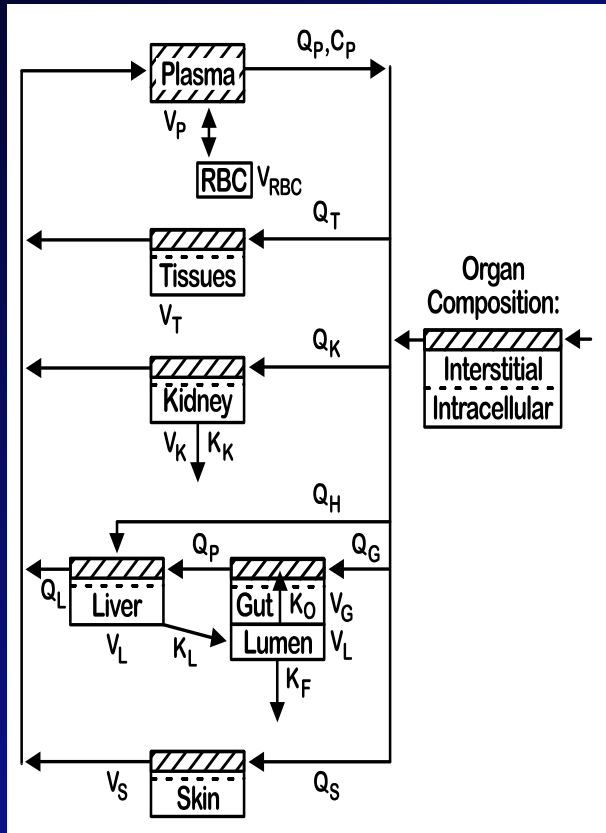 Q_P, C_P
Plasma
V_P
RBC V_RBC
Q_T
Tissues
V_T
Organ
Composition:
Interstitial
Intracellular
Q_K
Kidney
V_K K_K
Q_H
Q_P Q_G
Q_L Liver Gut K_O V_G
V_L K_L Lumen V_L
K_F
V_S Skin Q_S